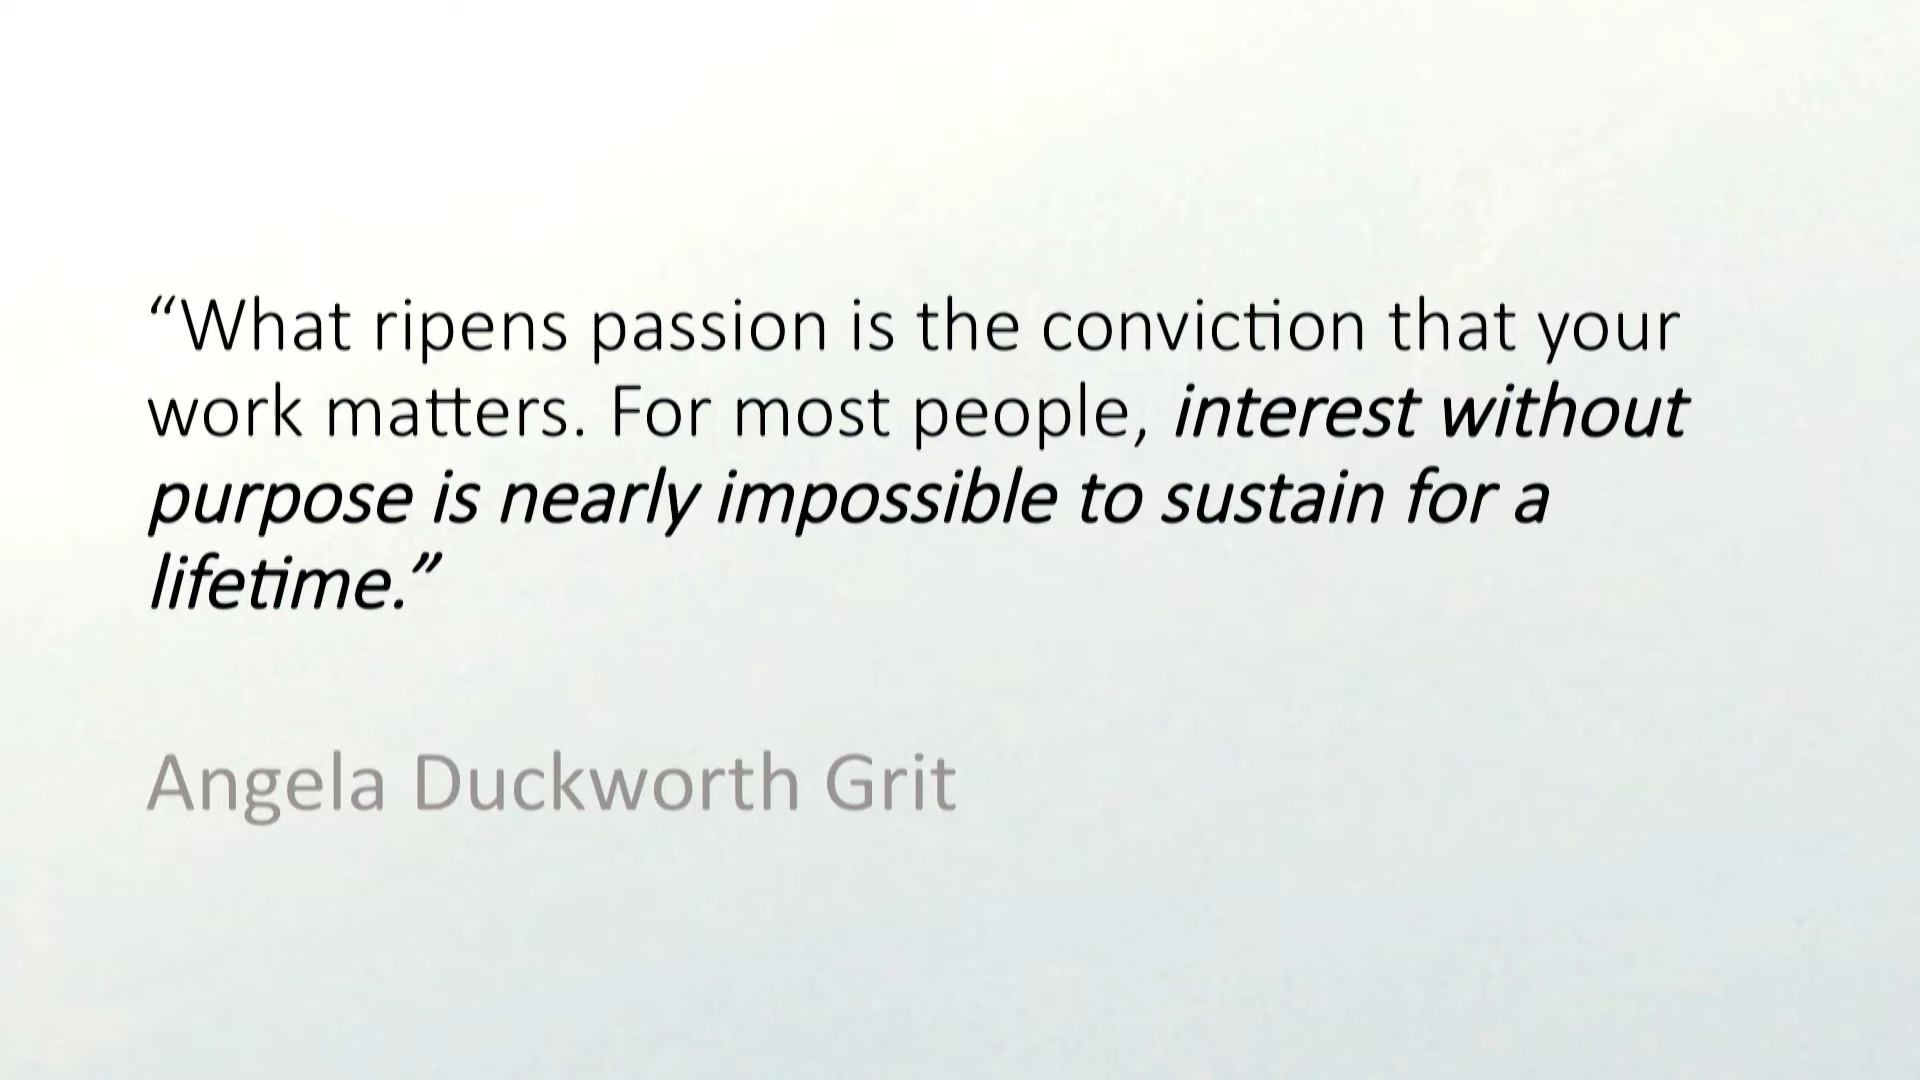 “What ripens passion is the conviction that your
work matters. For most people, interest without
purpose is nearly impossible to sustain for a
lifetime.”
Angela Duckworth Grit